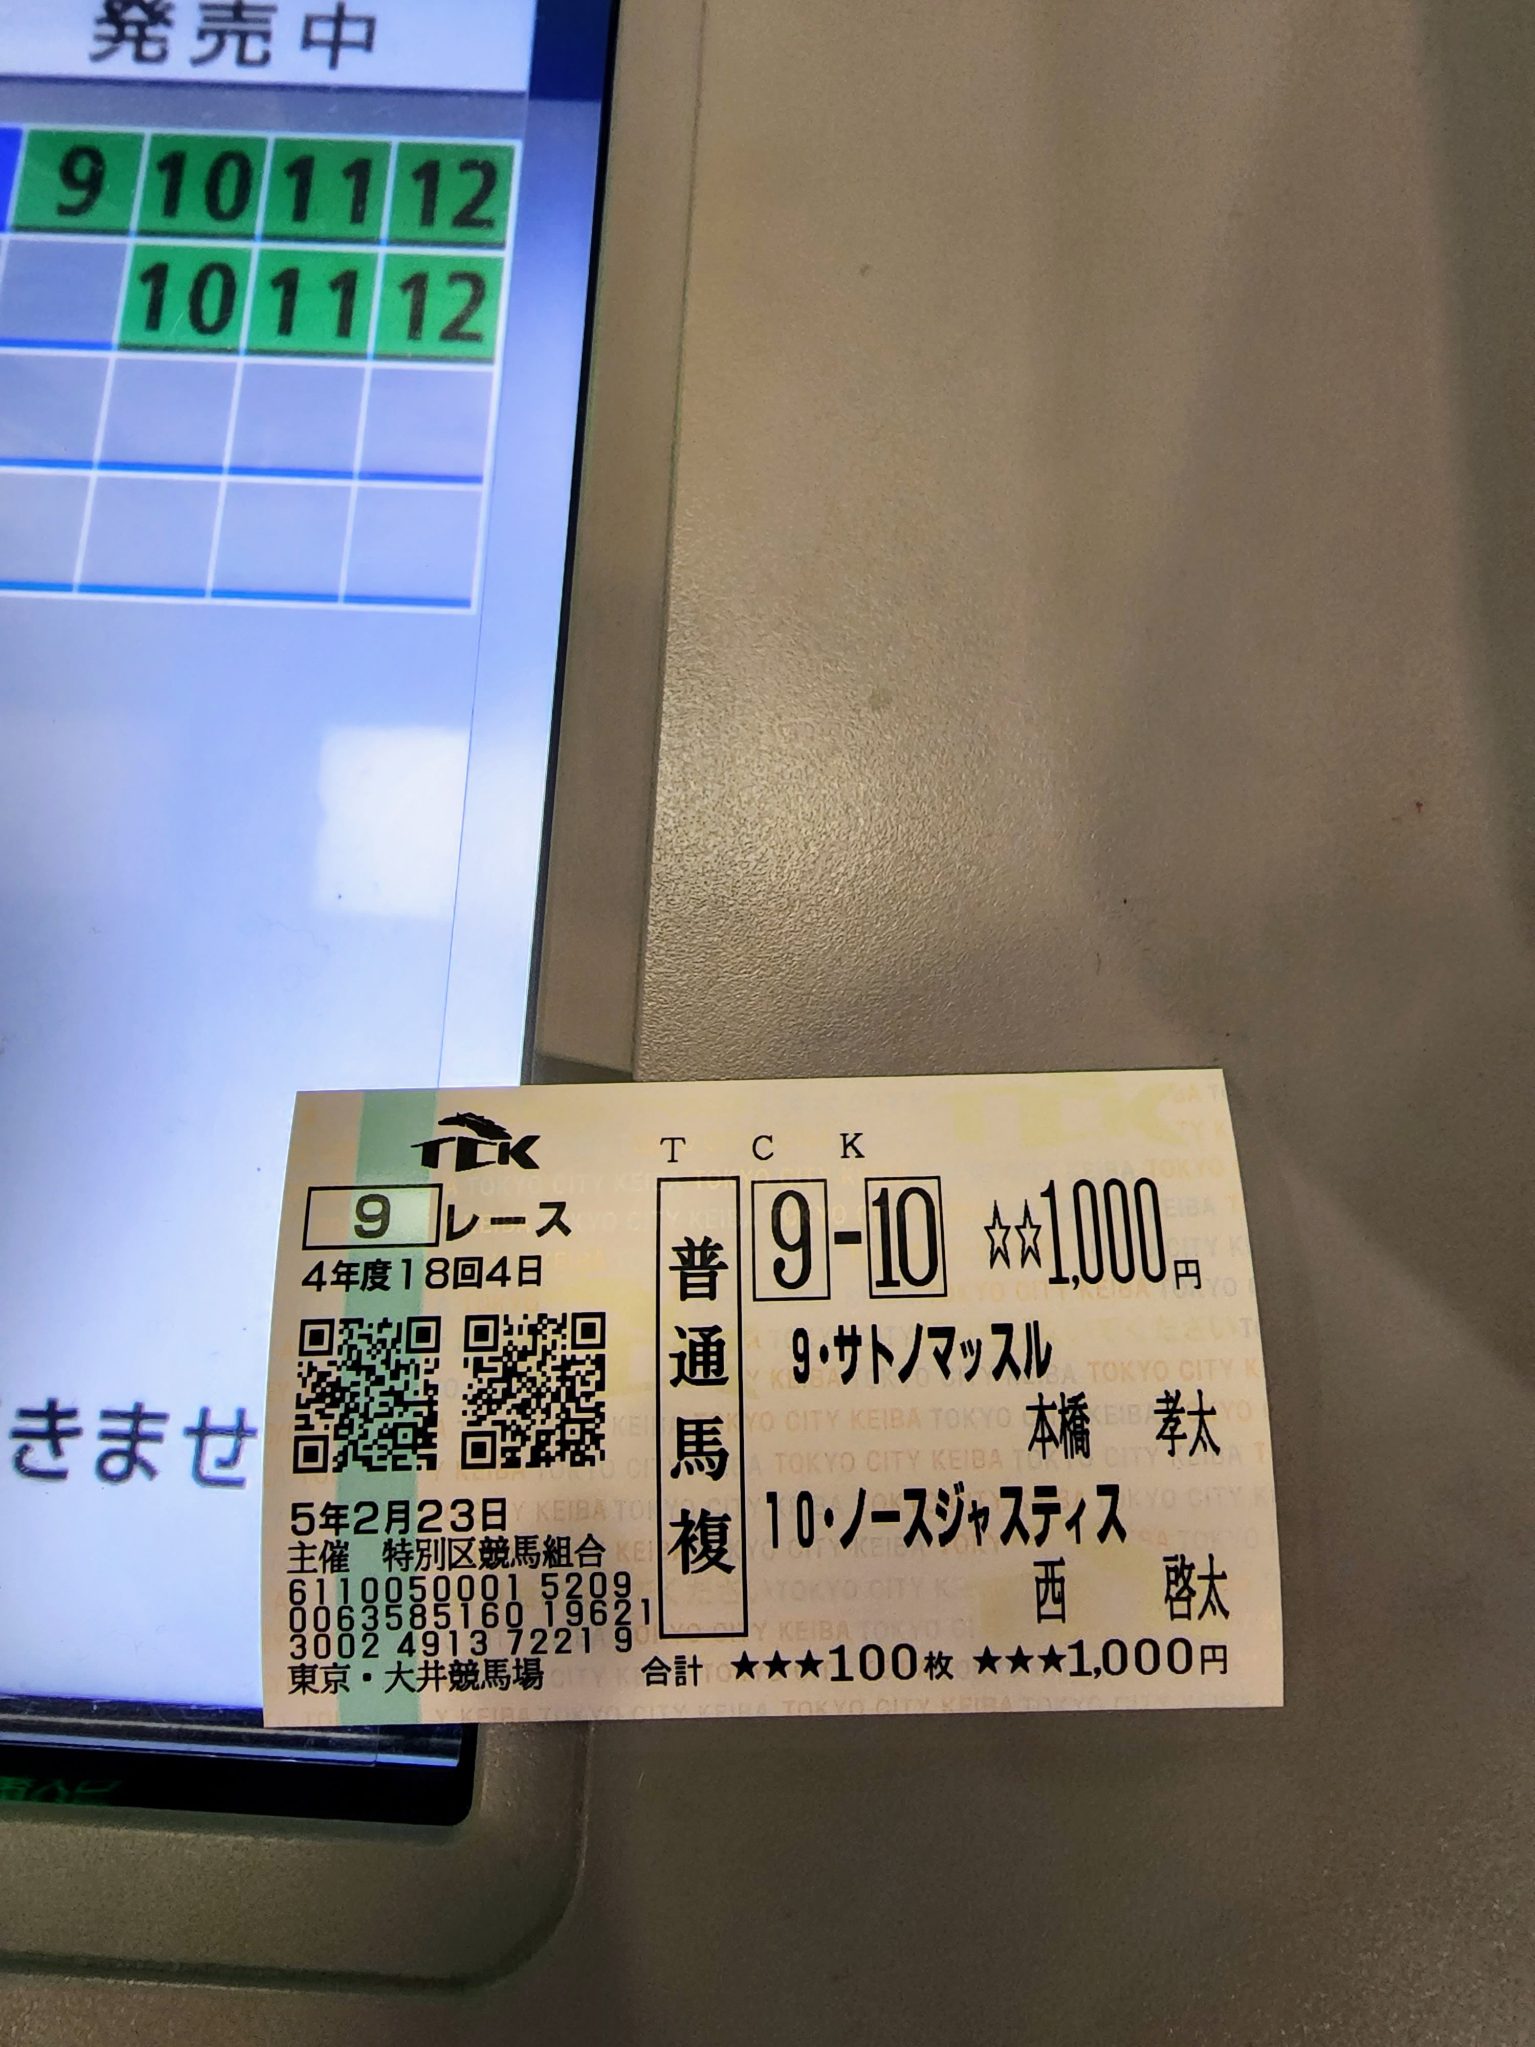 発売中
9 10 11 12
10 11 12
きませ
TCK
T C K
9 レース
4年度18回4日
5年2月23日
主催 特別区競馬組合
6110050001 5209
0063585160 19621
3002 4913 7221 9
東京・大井競馬場
普通馬複
9-10 ☆☆1,000円
9・サトノマッスル
本橋 孝太
10・ノースジャスティス
西 啓太
合計 ★★★100枚 ★★★1,000円